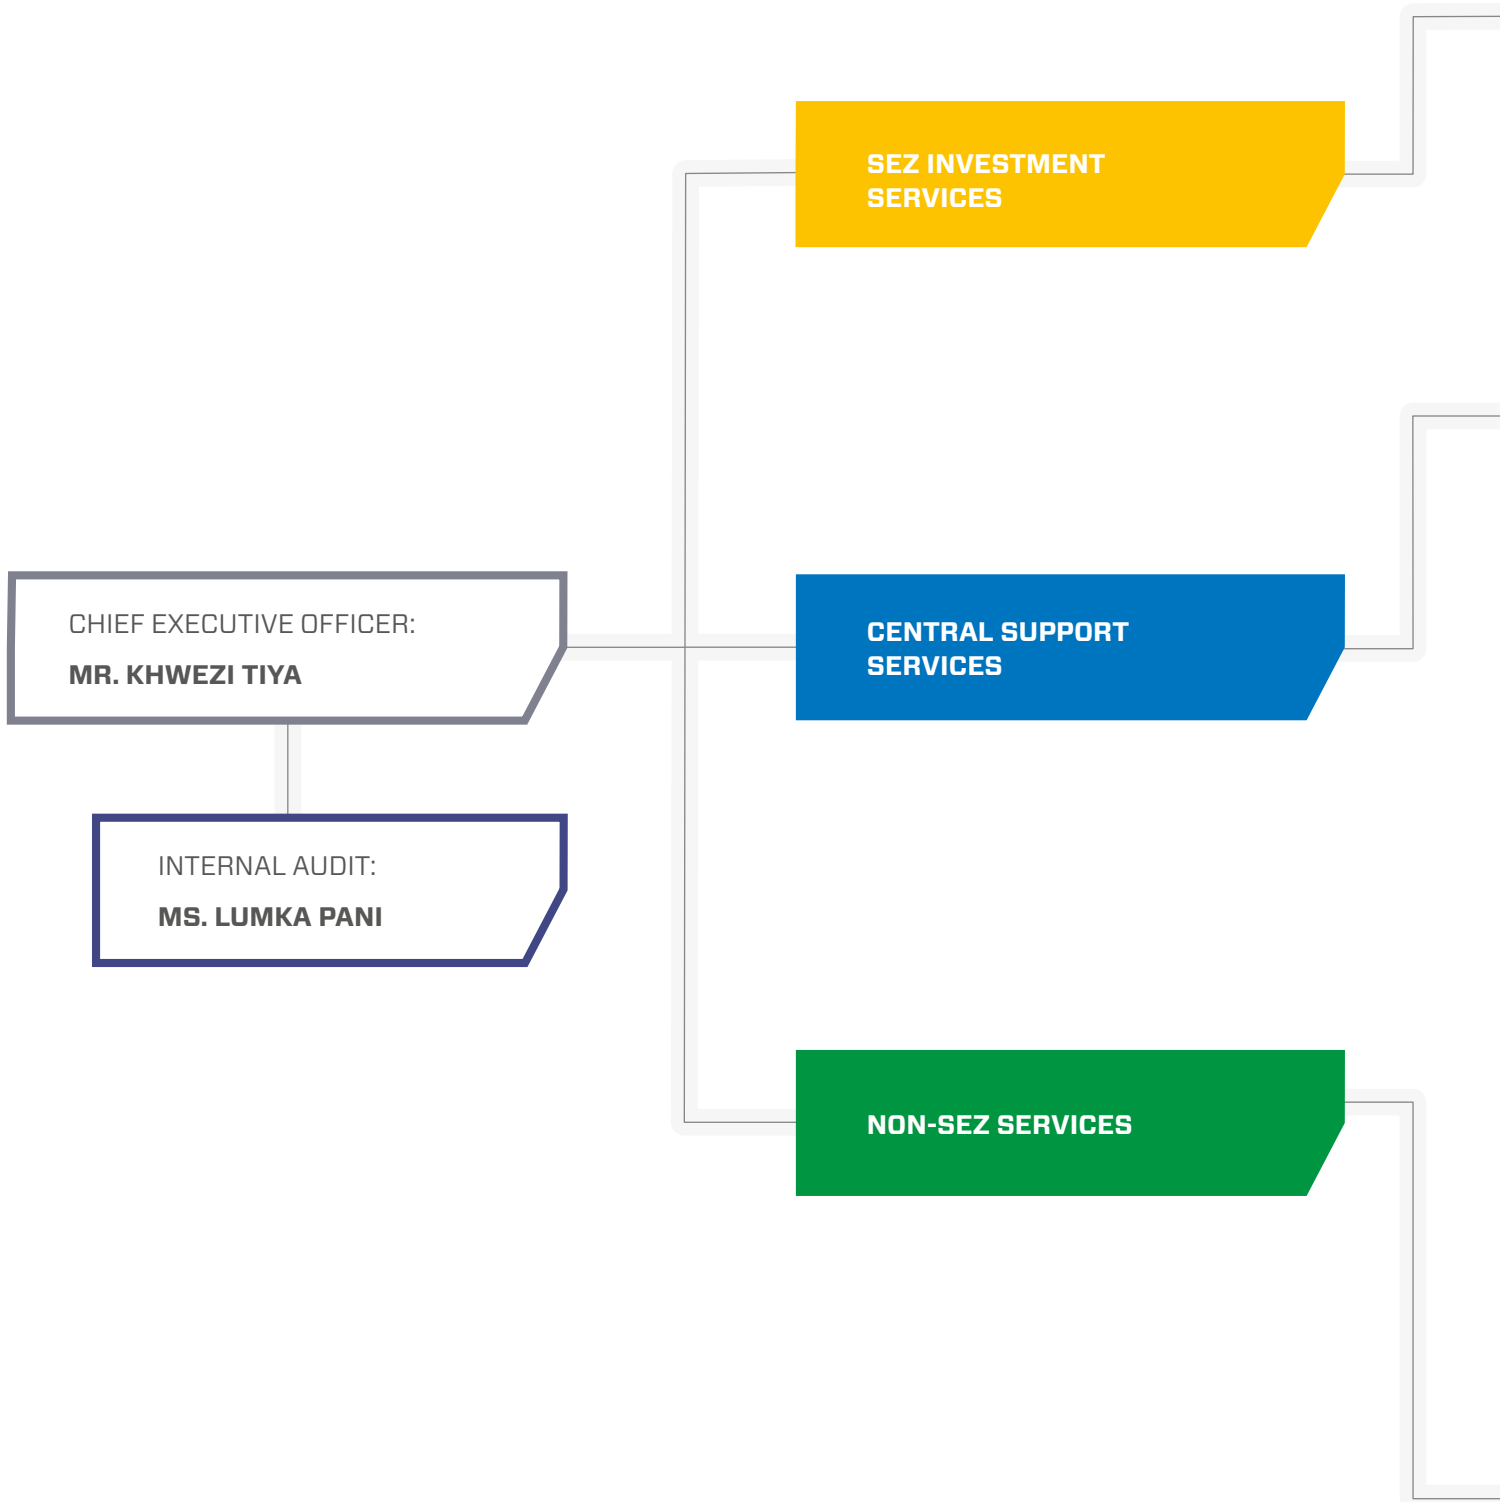 SEZ INVESTMENT
SERVICES
CHIEF EXECUTIVE OFFICER:
MR. KHWEZI TIYA
CENTRAL SUPPORT
SERVICES
INTERNAL AUDIT:
MS. LUMKA PANI
NON-SEZ SERVICES